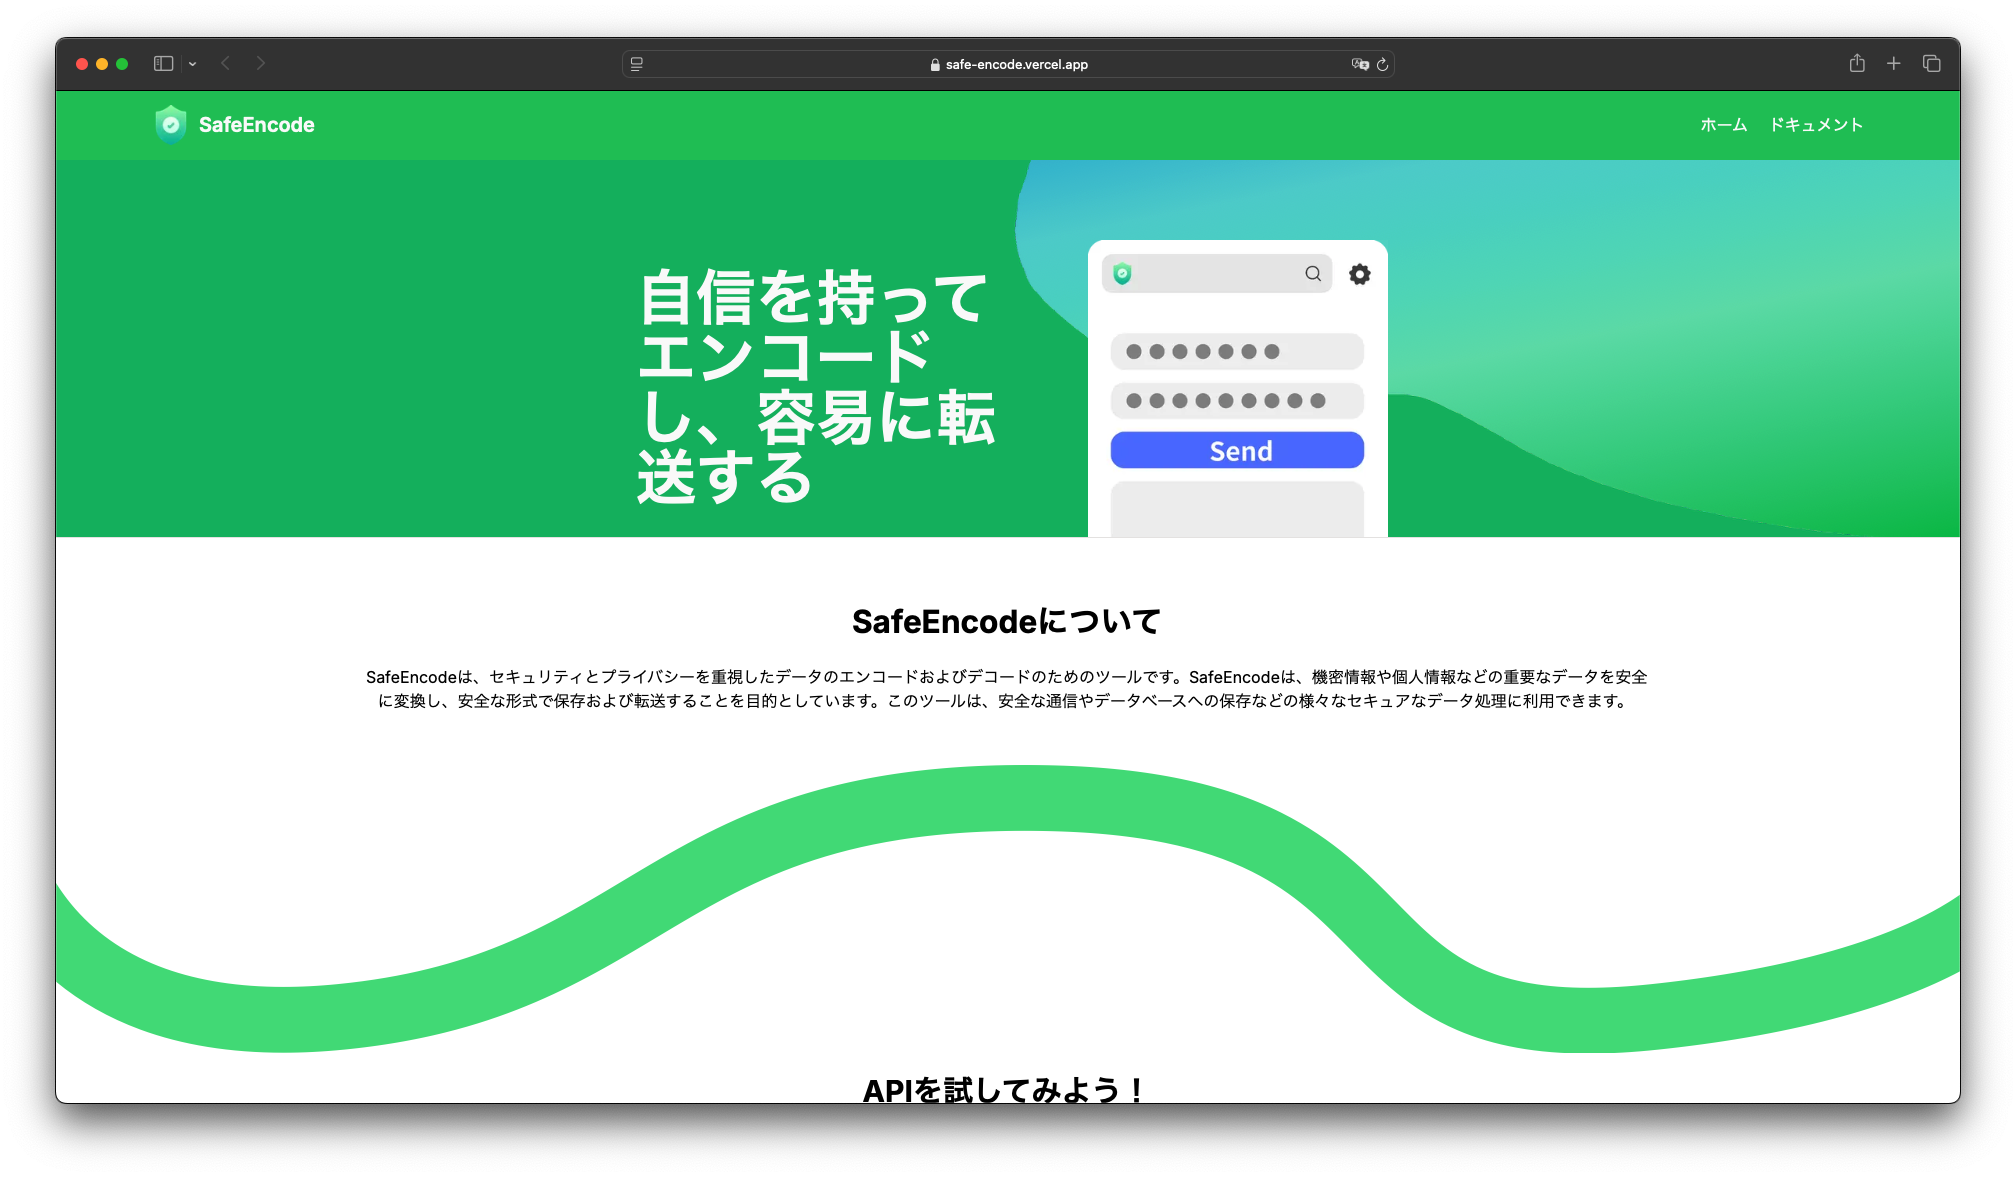 safe-encode.vercel.app
SafeEncode
ホーム ドキュメント
自信を持って
エンコード
し、容易に転
送する
Send
SafeEncodeについて
SafeEncodeは、セキュリティとプライバシーを重視したデータのエンコードおよびデコードのためのツールです。SafeEncodeは、機密情報や個人情報などの重要なデータを安全
に変換し、安全な形式で保存および転送することを目的としています。このツールは、安全な通信やデータベースへの保存などの様々なセキュアなデータ処理に利用できます。
APIを試してみよう！